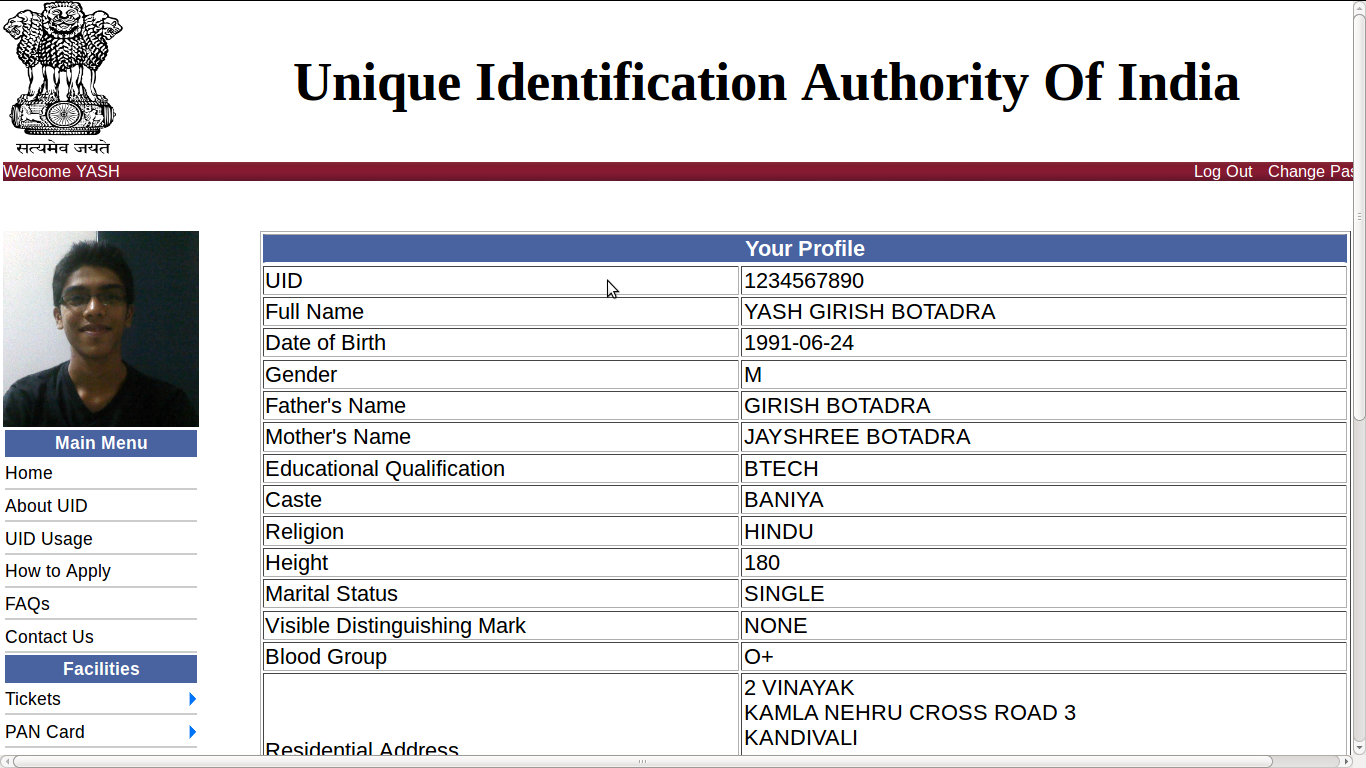 Unique Identification Authority Of India
सत्यमेव जयते
Welcome YASH
Log Out Change Pas
Your Profile
UID 1234567890
Full Name YASH GIRISH BOTADRA
Date of Birth 1991-06-24
Gender M
Father's Name GIRISH BOTADRA
Mother's Name JAYSHREE BOTADRA
Educational Qualification BTECH
Caste BANIYA
Religion HINDU
Height 180
Marital Status SINGLE
Visible Distinguishing Mark NONE
Blood Group O+
Residential Address
2 VINAYAK
KAMLA NEHRU CROSS ROAD 3
KANDIVALI
Main Menu
Home
About UID
UID Usage
How to Apply
FAQs
Contact Us
Facilities
Tickets
PAN Card